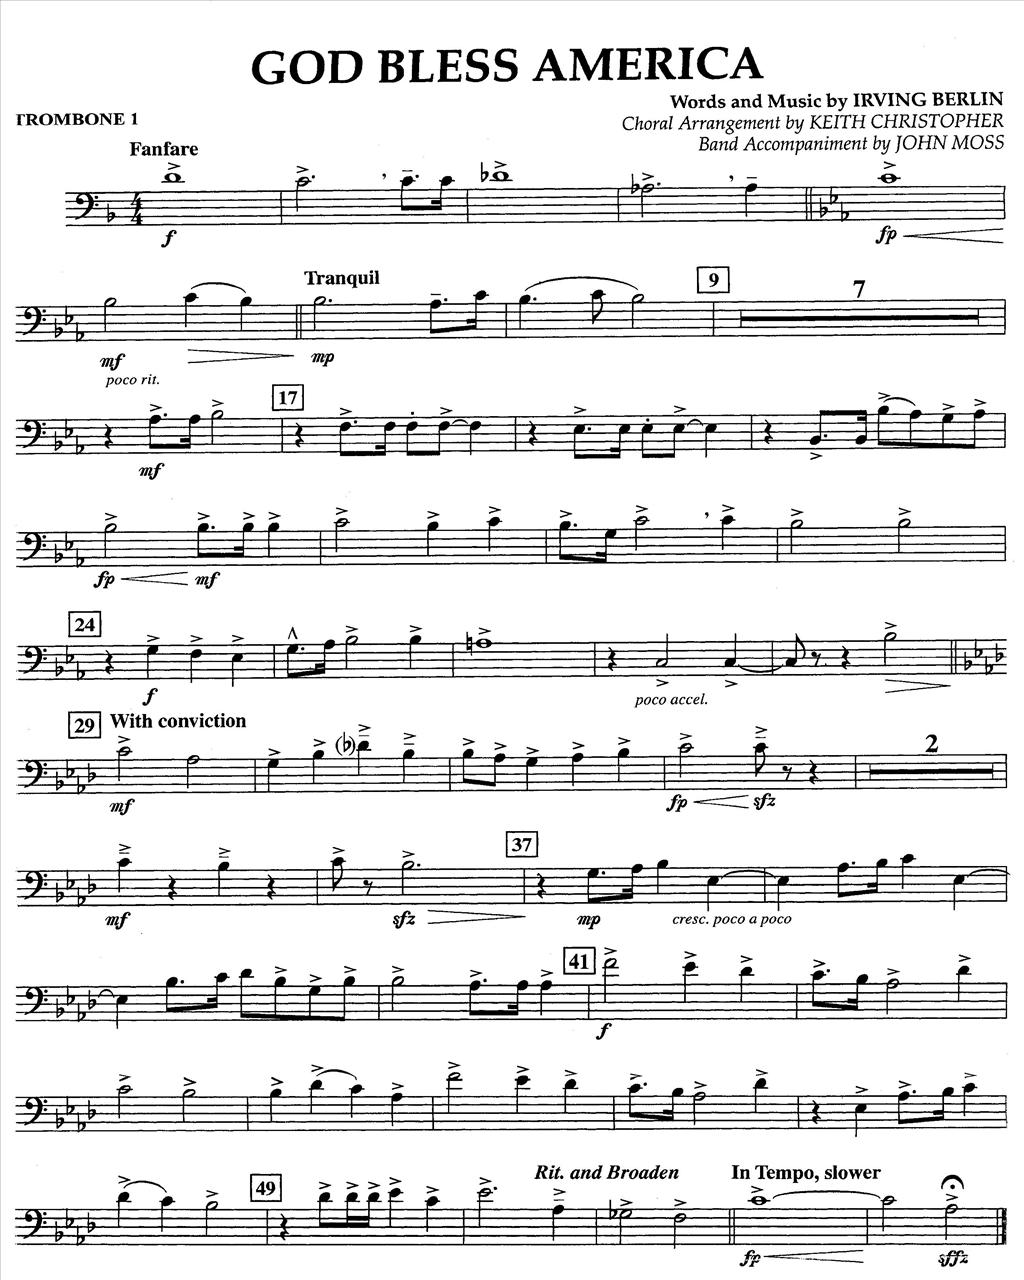 GOD BLESS AMERICA
Words and Music by IRVING BERLIN
TROMBONE 1
Choral Arrangement by KEITH CHRISTOPHER
Band Accompaniment by JOHN MOSS
Fanfare
4
4
f
fp
Tranquil
9
7
mf
mp
poco rit.
17
mf
fp
mf
24
f
poco accel.
29 With conviction
2
mf
fp
sfz
37
mf
sfz
mp
cresc. poco a poco
41
f
49
Rit. and Broaden
In Tempo, slower
fp
sffz